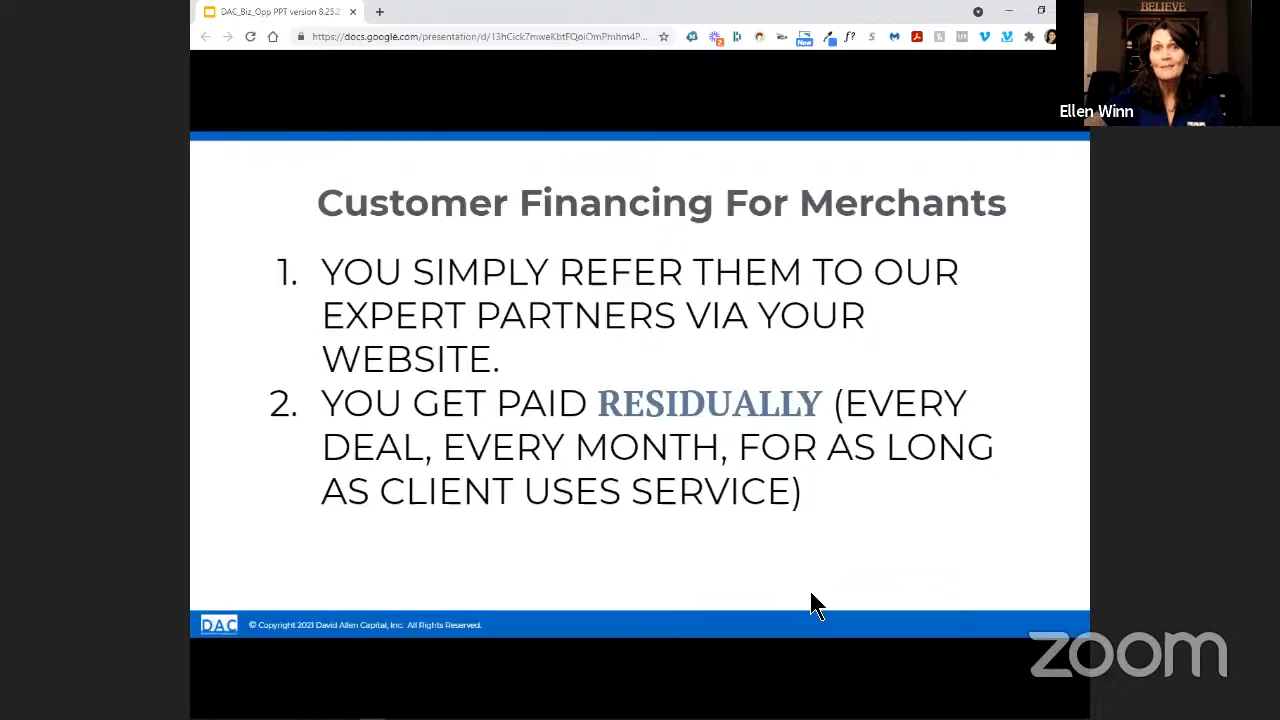 DAC_Biz_Opp PPT version 8.25.2
https://docs.google.com/presentation/d/13hCick7mweKbtFQoiOmPmhm4P...
2
New
f?
S
BELIEVE
Ellen Winn
Customer Financing For Merchants
1. YOU SIMPLY REFER THEM TO OUR
EXPERT PARTNERS VIA YOUR
WEBSITE.
2. YOU GET PAID RESIDUALLY (EVERY
DEAL, EVERY MONTH, FOR AS LONG
AS CLIENT USES SERVICE)
DAC
© Copyright 2021 David Allen Capital, Inc. All Rights Reserved.
zoom